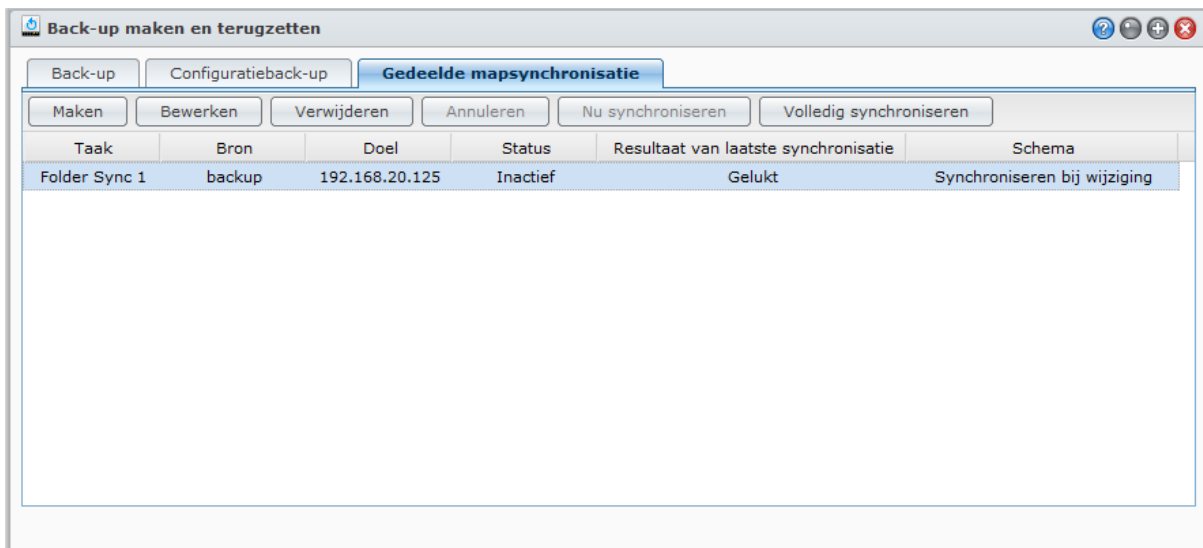 Back-up maken en terugzetten
Back-up Configuratieback-up Gedeelde mapsynchronisatie
Maken Bewerken Verwijderen Annuleren Nu synchroniseren Volledig synchroniseren
Taak Bron Doel Status Resultaat van laatste synchronisatie Schema
Folder Sync 1 backup 192.168.20.125 Inactief Gelukt Synchroniseren bij wijziging